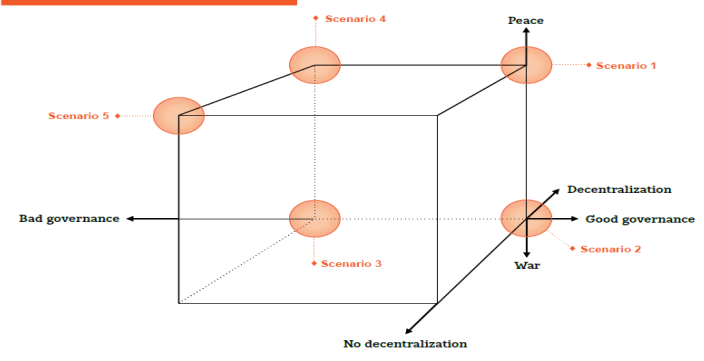 Scenario 4
Peace
Scenario 1
Scenario 5
Decentralization
Bad governance
Good governance
Scenario 2
Scenario 3
War
No decentralization